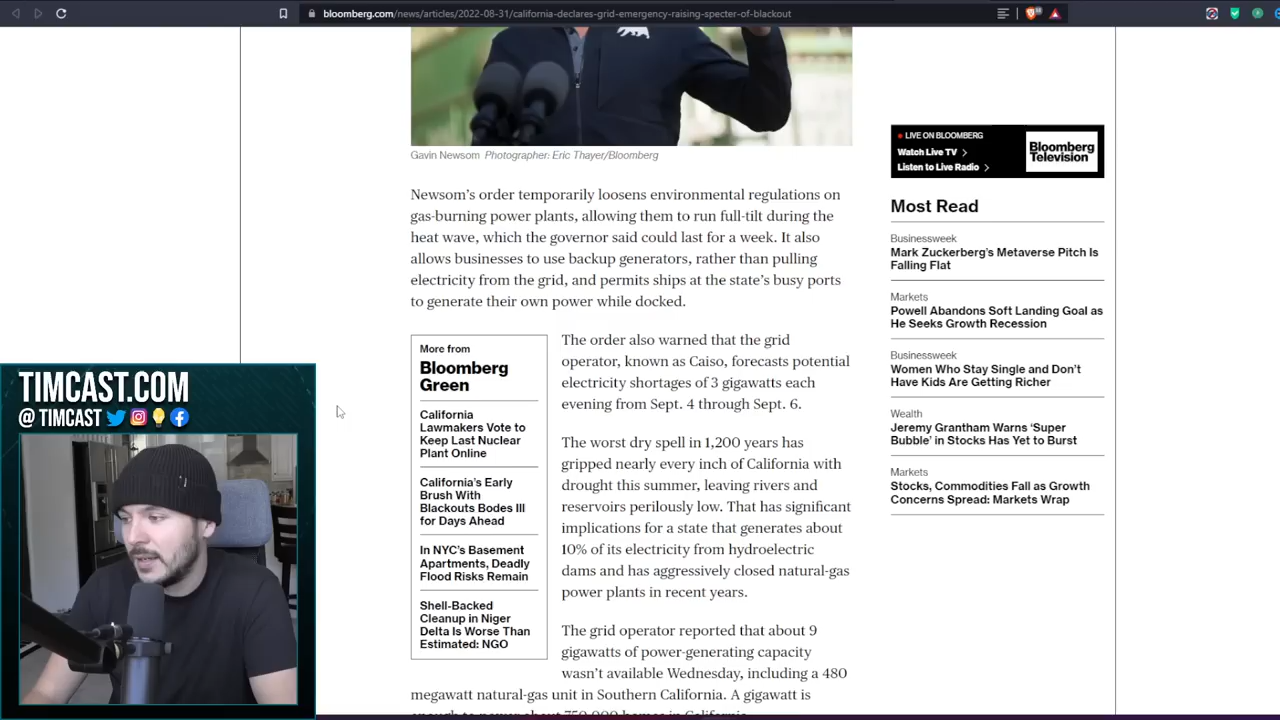 bloomberg.com/news/articles/2022-08-31/california-declares-grid-emergency-raising-specter-of-blackout
Gavin Newsom Photographer: Eric Thayer/Bloomberg
Newsom's order temporarily loosens environmental regulations on
gas-burning power plants, allowing them to run full-tilt during the
heat wave, which the governor said could last for a week. It also
allows businesses to use backup generators, rather than pulling
electricity from the grid, and permits ships at the state's busy ports
to generate their own power while docked.
More from
Bloomberg
Green
California
Lawmakers Vote to
Keep Last Nuclear
Plant Online
California's Early
Brush With
Blackouts Bodes Ill
for Days Ahead
In NYC's Basement
Apartments, Deadly
Flood Risks Remain
Shell-Backed
Cleanup in Niger
Delta Is Worse Than
Estimated: NGO
The order also warned that the grid
operator, known as Caiso, forecasts potential
electricity shortages of 3 gigawatts each
evening from Sept. 4 through Sept. 6.
The worst dry spell in 1,200 years has
gripped nearly every inch of California with
drought this summer, leaving rivers and
reservoirs perilously low. That has significant
implications for a state that generates about
10% of its electricity from hydroelectric
dams and has aggressively closed natural-gas
power plants in recent years.
The grid operator reported that about 9
gigawatts of power-generating capacity
wasn't available Wednesday, including a 480
megawatt natural-gas unit in Southern California. A gigawatt is
enough to power about 750,000 homes in California.
LIVE ON BLOOMBERG
Watch Live TV
Listen to Live Radio
Bloomberg
Television
Most Read
Businessweek
Mark Zuckerberg's Metaverse Pitch Is
Falling Flat
Markets
Powell Abandons Soft Landing Goal as
He Seeks Growth Recession
Businessweek
Women Who Stay Single and Don't
Have Kids Are Getting Richer
Wealth
Jeremy Grantham Warns 'Super
Bubble' in Stocks Has Yet to Burst
Markets
Stocks, Commodities Fall as Growth
Concerns Spread: Markets Wrap
TIMCAST.COM
@ TIMCAST